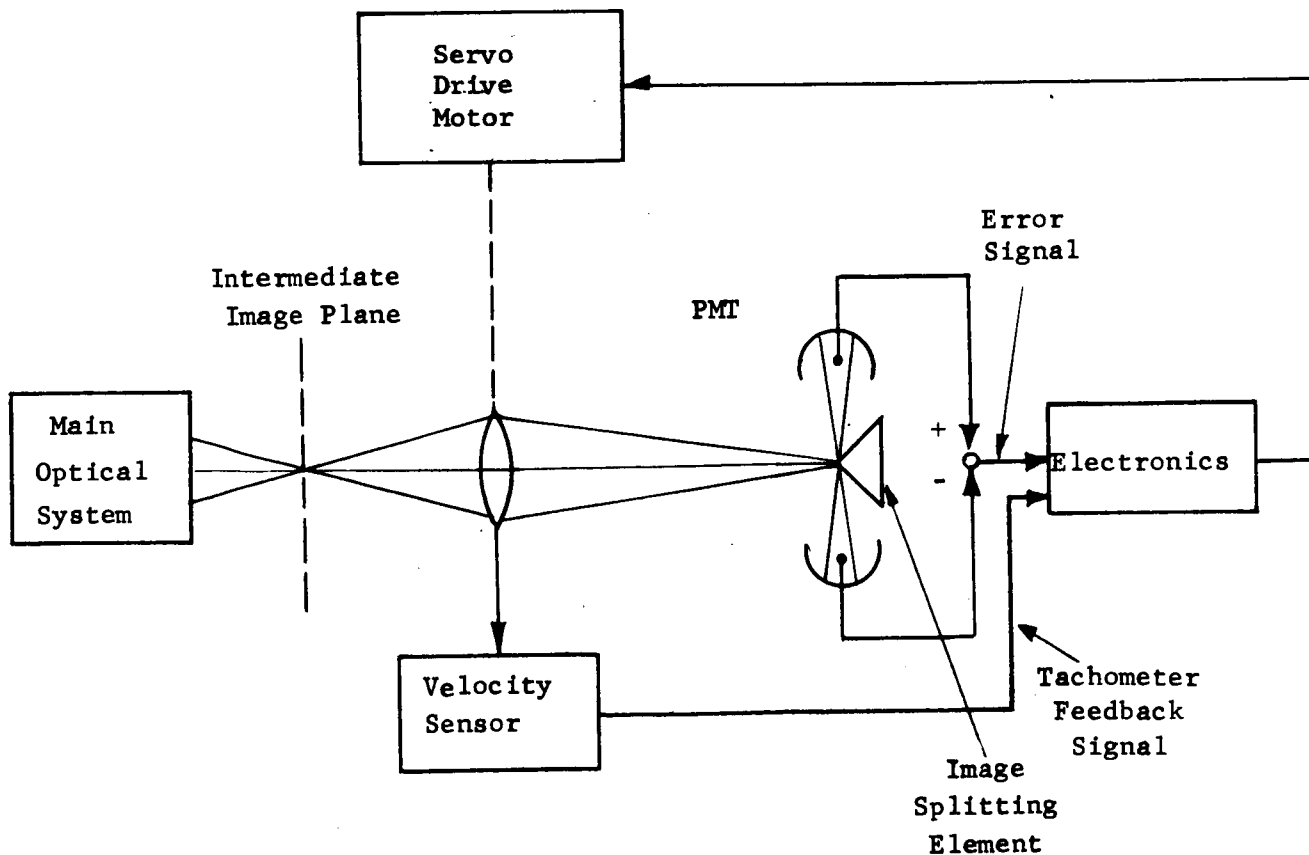 Servo
Drive
Motor
Error
Signal
Intermediate
Image Plane
PMT
Main
Optical
System
+
-
Electronics
Velocity
Sensor
Tachometer
Feedback
Signal
Image
Splitting
Element